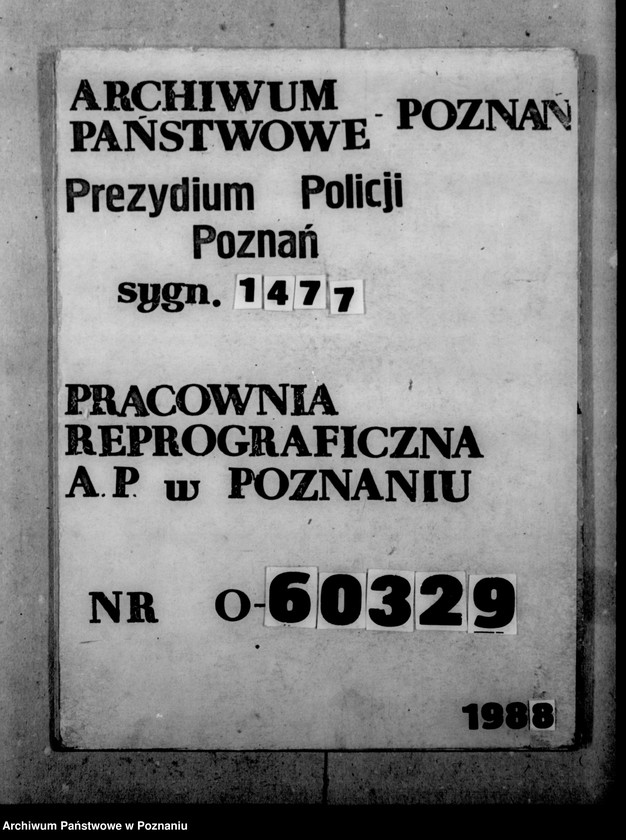 ARCHIWUM
PAŃSTWOWE - POZNAŃ
Prezydium Policji
Poznań
sygn. 1477
PRACOWNIA
REPROGRAFICZNA
A.P. w POZNANIU
NR O-60329
1988
Archiwum Państwowe w Poznaniu